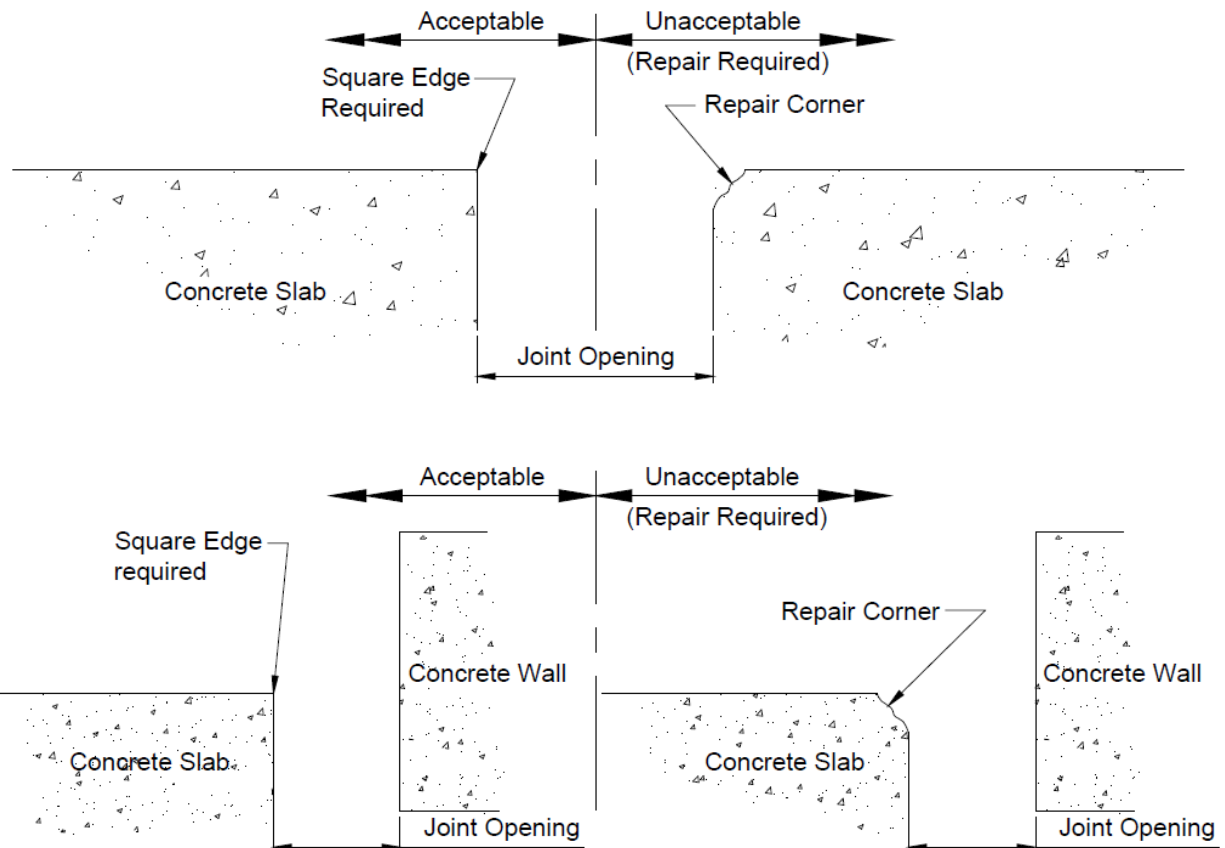 Acceptable
Unacceptable
(Repair Required)
Square Edge
Required
Repair Corner
Concrete Slab
Concrete Slab
Joint Opening
Acceptable
Unacceptable
(Repair Required)
Square Edge
required
Repair Corner
Concrete Wall
Concrete Wall
Concrete Slab
Concrete Slab
Joint Opening
Joint Opening